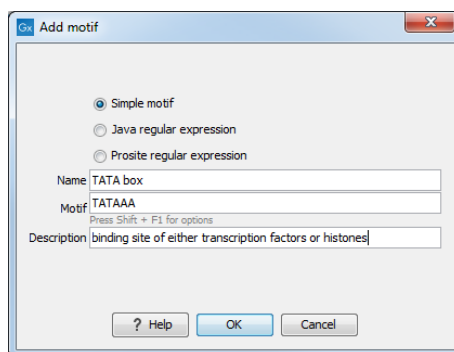 Gx Add motif
Simple motif
Java regular expression
Prosite regular expression
Name TATA box
Motif TATAAA
Press Shift + F1 for options
Description binding site of either transcription factors or histones
? Help OK Cancel